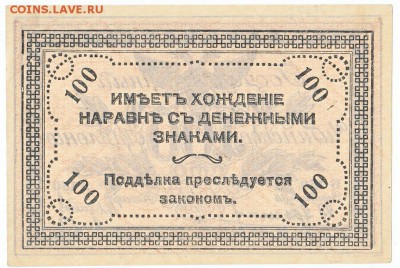 COINS.LAVE.RU
100 100
ИМѢЕТЪ ХОЖДЕНІЕ
НАРАВНѢ СЪ ДЕНЕЖНЫМИ
ЗНАКАМИ.
Поддѣлка преслѣдуется
закономъ.
100 100